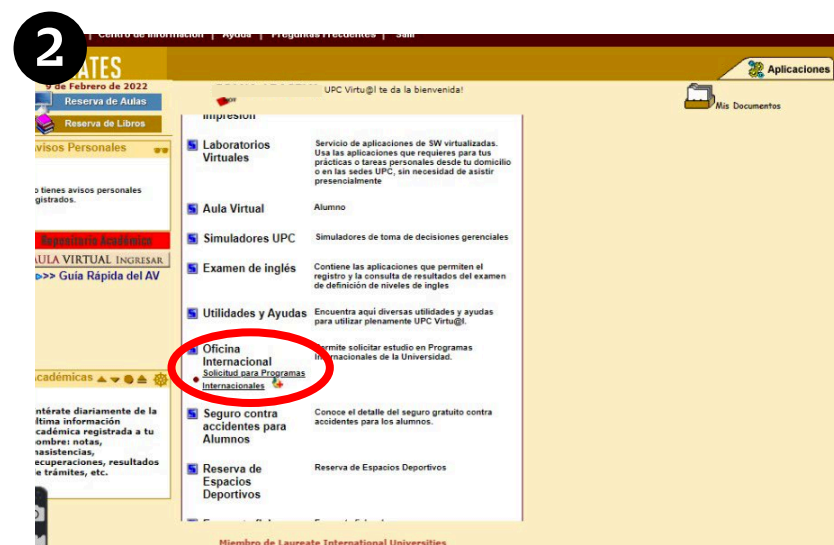 2
Centro de Información | Ayuda | Preguntas Frecuentes | Salir
9 de Febrero de 2022
UPC Virtu@l te da la bienvenida!
Aplicaciones
Mis Documentos
Reserva de Aulas
Reserva de Libros
Avisos Personales
No tienes avisos personales
registrados.
Repositorio Académico
AULA VIRTUAL INGRESAR
>>> Guía Rápida del AV
Académicas
Entérate diariamente de la
última información
académica registrada a tu
nombre: notas,
inasistencias,
recuperaciones, resultados
de trámites, etc.
Impresión
Laboratorios
Virtuales
Servicio de aplicaciones de SW virtualizadas.
Usa las aplicaciones que requieres para tus
prácticas o tareas personales desde tu domicilio
o en las sedes UPC, sin necesidad de asistir
presencialmente
Aula Virtual
Alumno
Simuladores UPC
Simuladores de toma de decisiones gerenciales
Examen de inglés
Contiene las aplicaciones que permiten el
registro y la consulta de resultados del examen
de definición de niveles de ingles
Utilidades y Ayudas
Encuentra aquí diversas utilidades y ayudas
para utilizar plenamente UPC Virtu@l.
Oficina
Internacional
Permite solicitar estudio en Programas
Internacionales de la Universidad.
Solicitud para Programas
Internacionales
Seguro contra
accidentes para
Alumnos
Conoce el detalle del seguro gratuito contra
accidentes para los alumnos.
Reserva de
Espacios
Deportivos
Reserva de Espacios Deportivos
Miembro de Laureate International Universities